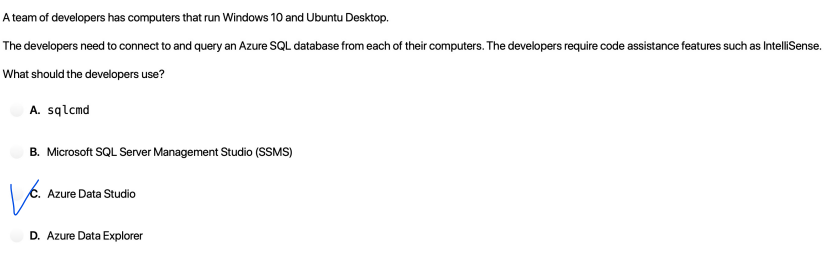 A team of developers has computers that run Windows 10 and Ubuntu Desktop.
The developers need to connect to and query an Azure SQL database from each of their computers. The developers require code assistance features such as IntelliSense.
What should the developers use?
A. sqlcmd
B. Microsoft SQL Server Management Studio (SSMS)
C. Azure Data Studio
D. Azure Data Explorer